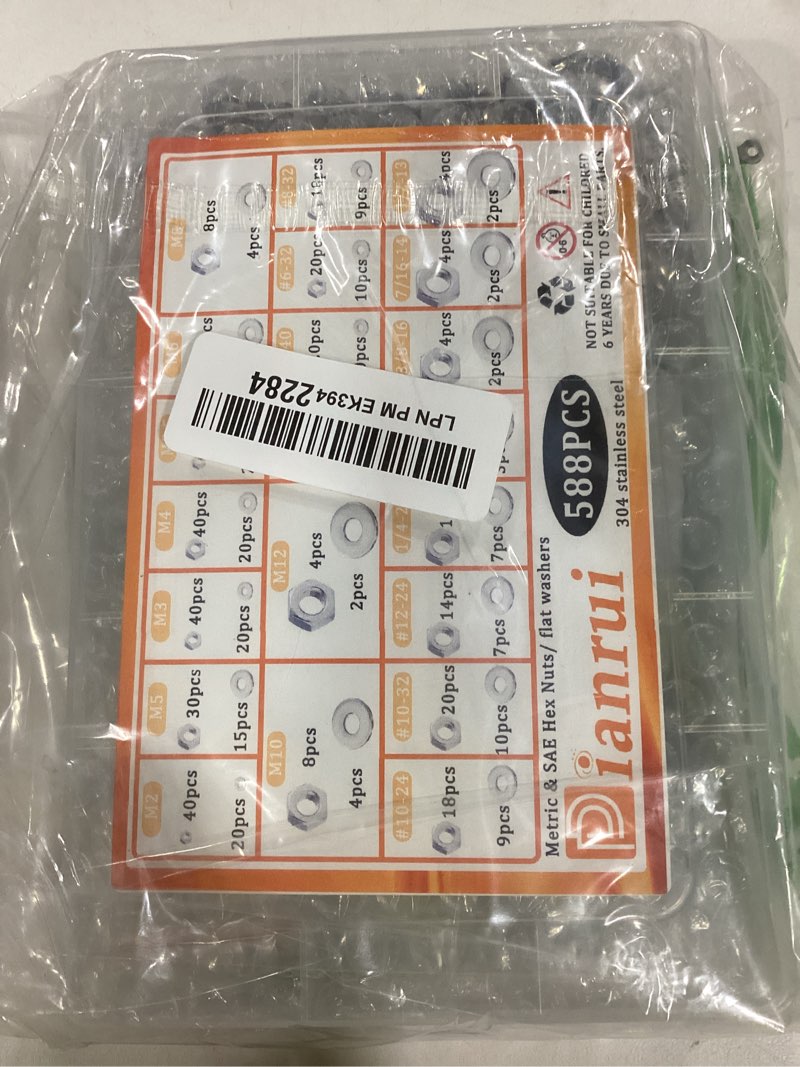 M2
40pcs
20pcs
M5
30pcs
15pcs
M3
40pcs
20pcs
M4
40pcs
20pcs
8pcs
4pcs
M10
8pcs
4pcs
M12
4pcs
2pcs
#6-32
20pcs
10pcs
18pcs
9pcs
#10-24
18pcs
9pcs
#10-32
20pcs
10pcs
#12-24
14pcs
7pcs
7pcs
4pcs
2pcs
7/16-14
4pcs
2pcs
2pcs
Metric & SAE Hex Nuts/ flat washers
Dianrui
588PCS
304 stainless steel
0-6
NOT SUITABLE FOR CHILDREN
6 YEARS DUE TO SMALL PARTS
LPN PM EK3942284